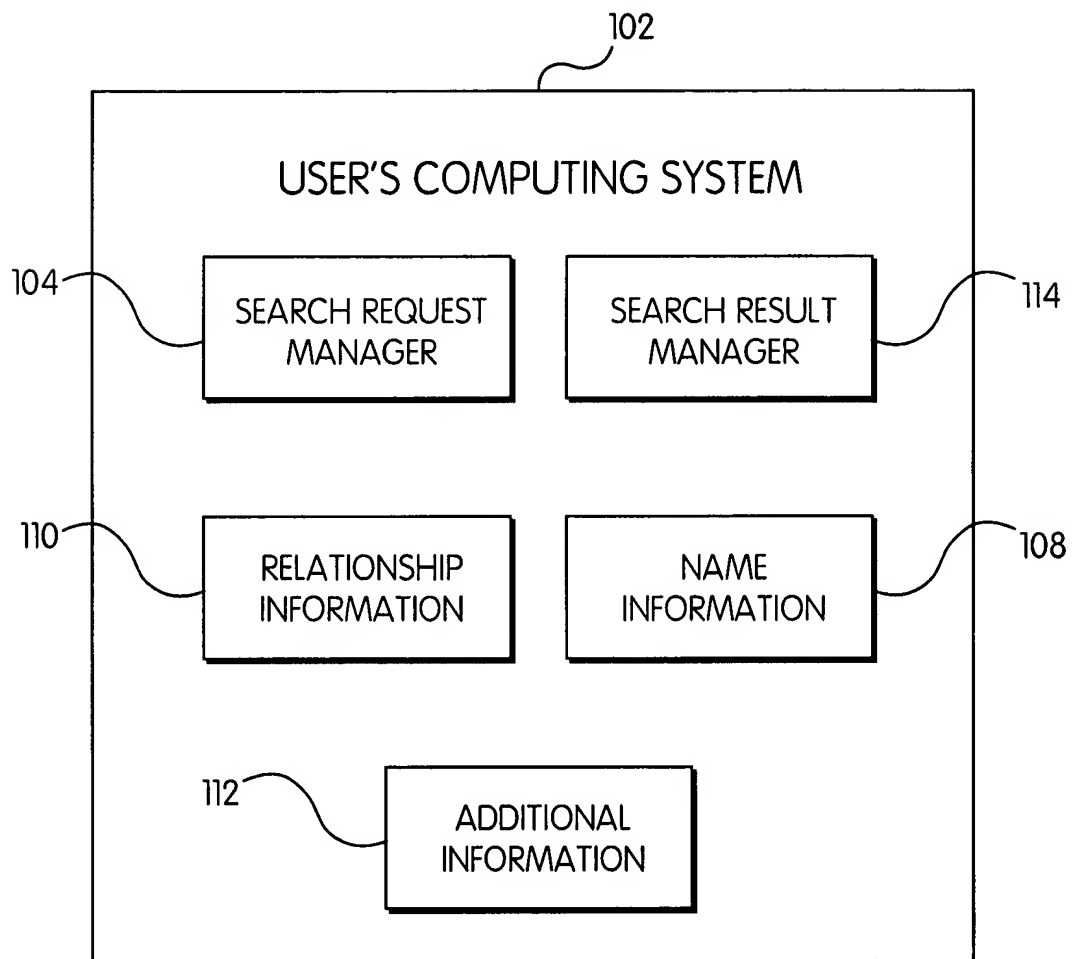 102
USER'S COMPUTING SYSTEM
104
SEARCH REQUEST
MANAGER
SEARCH RESULT
MANAGER
114
110
RELATIONSHIP
INFORMATION
NAME
INFORMATION
108
112
ADDITIONAL
INFORMATION